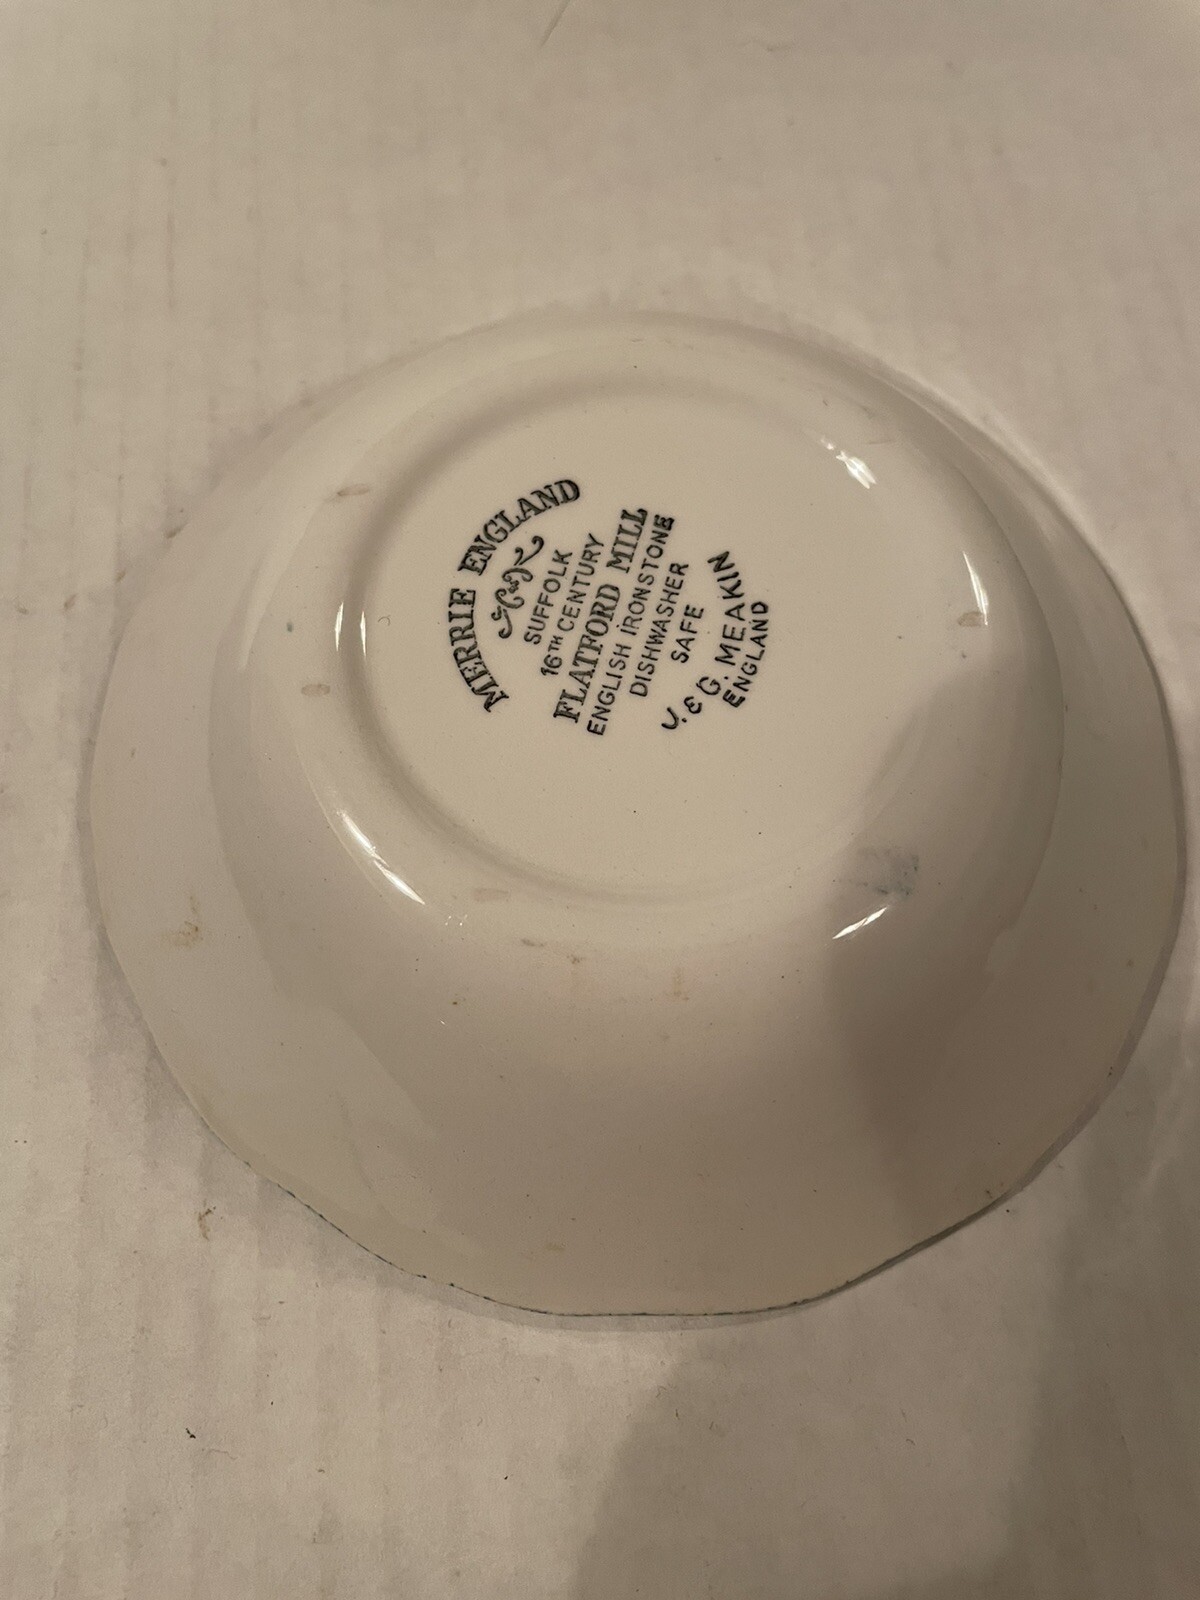 MERRIE ENGLAND
SUFFOLK
16TH CENTURY
FLATFORD MILL
ENGLISH IRONSTONE
DISHWASHER
SAFE
J. & G. MEAKIN
ENGLAND